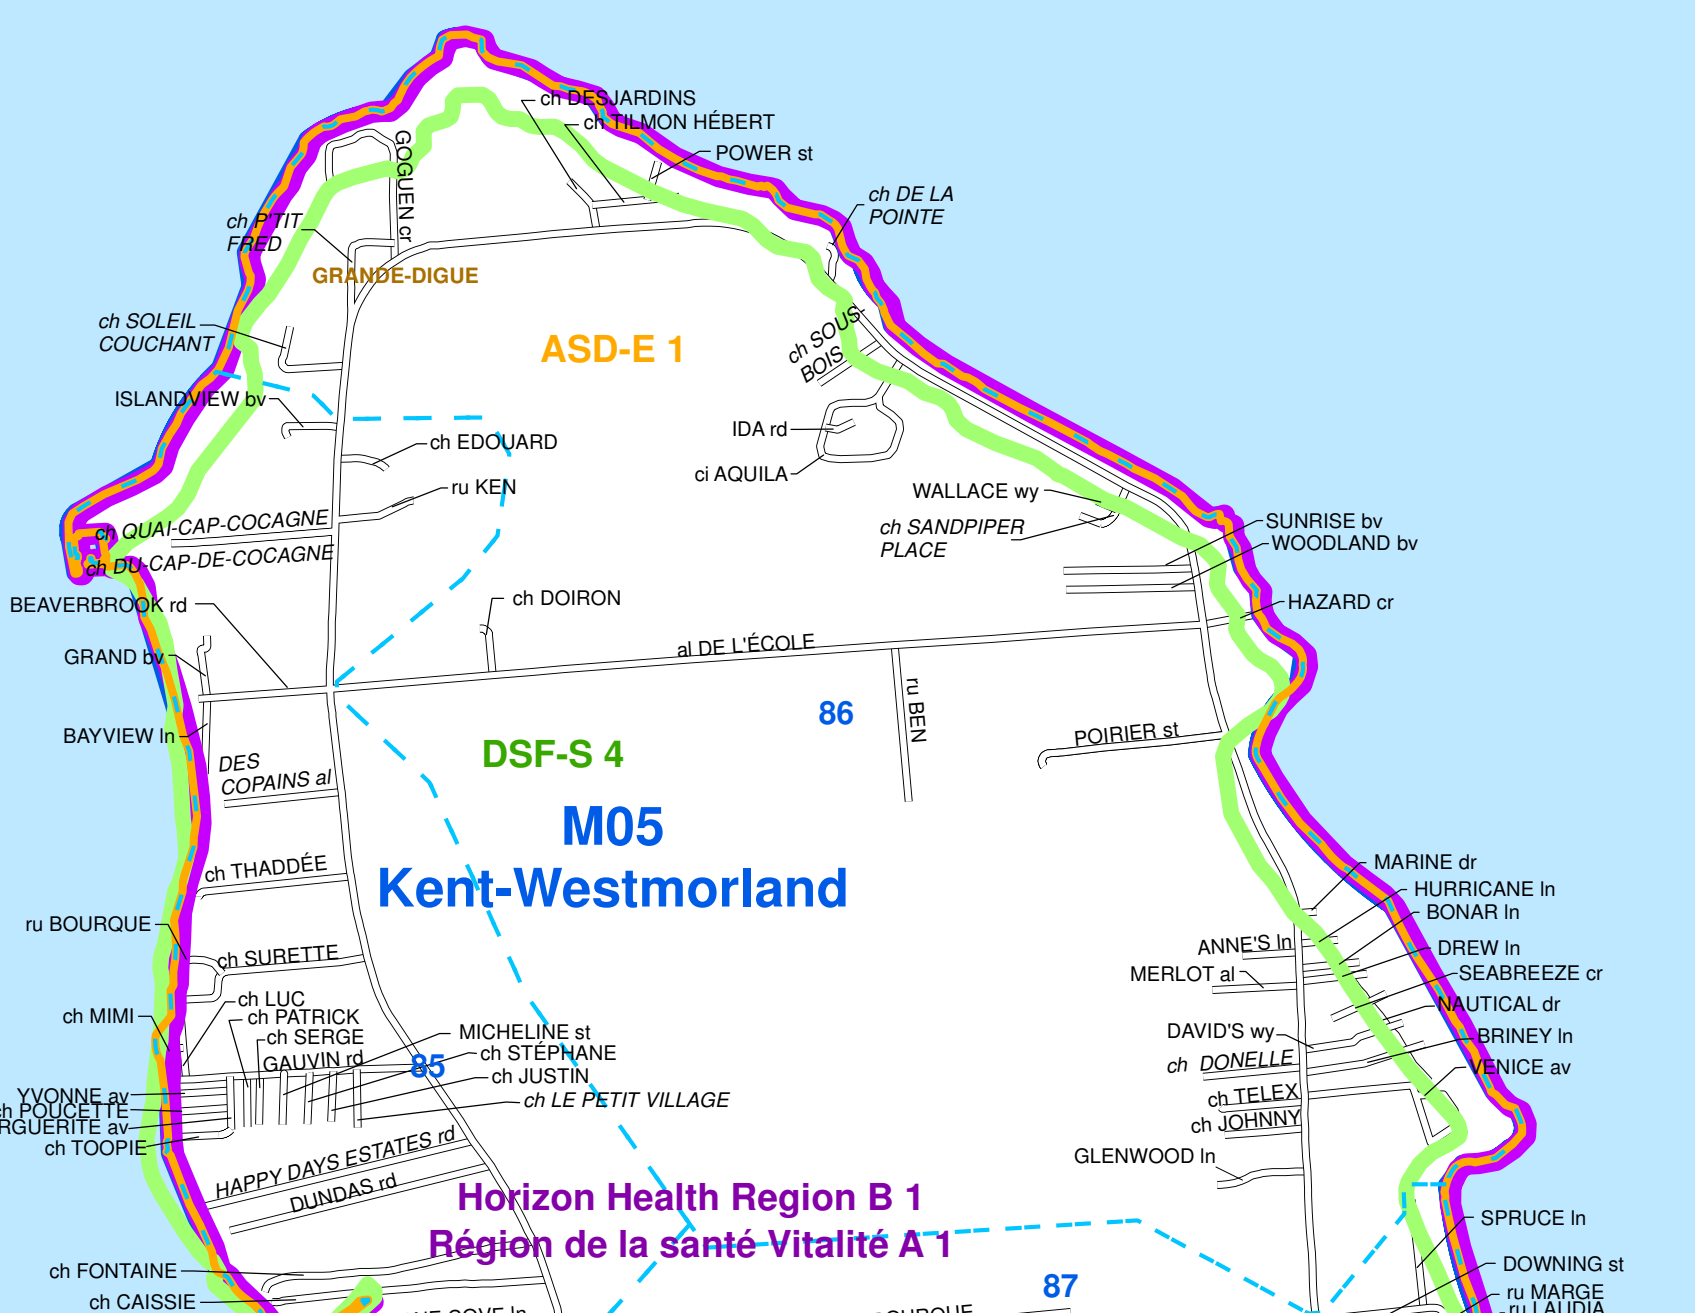 ch DESJARDINS
ch TILMON HÉBERT
POWER st
GOGUEN cr
ch DE LA
POINTE
ch P'TIT
FRED
GRANDE-DIGUE
ch SOLEIL
COUCHANT
ASD-E 1
ch SOUS-
BOIS
ISLANDVIEW bv
IDA rd
ch EDOUARD
ci AQUILA
ru KEN
WALLACE wy
ch QUAI-CAP-COCAGNE
ch SANDPIPER
PLACE
SUNRISE bv
WOODLAND bv
ch DU-CAP-DE-COCAGNE
BEAVERBROOK rd
ch DOIRON
HAZARD cr
al DE L'ÉCOLE
GRAND bv
ru BEN
86
BAYVIEW ln
POIRIER st
DES
COPAINS al
DSF-S 4
M05
Kent-Westmorland
ch THADDÉE
MARINE dr
HURRICANE ln
BONAR ln
ru BOURQUE
ANNE'S ln
DREW ln
ch SURETTE
MERLOT al
SEABREEZE cr
ch LUC
NAUTICAL dr
ch MIMI
ch PATRICK
ch SERGE
MICHELINE st
DAVID'S wy
BRINEY ln
GAUVIN rd
85
ch STÉPHANE
ch DONELLE
VENICE av
ch JUSTIN
YVONNE av
ch LE PETIT VILLAGE
ch TELEX
ch POUCETTE
RGUERITE av
ch JOHNNY
ch TOOPIE
HAPPY DAYS ESTATES rd
GLENWOOD ln
DUNDAS rd
Horizon Health Region B 1
Région de la santé Vitalité A 1
SPRUCE ln
ch FONTAINE
DOWNING st
87
ru MARGE
ch CAISSIE
ru LAUDIA